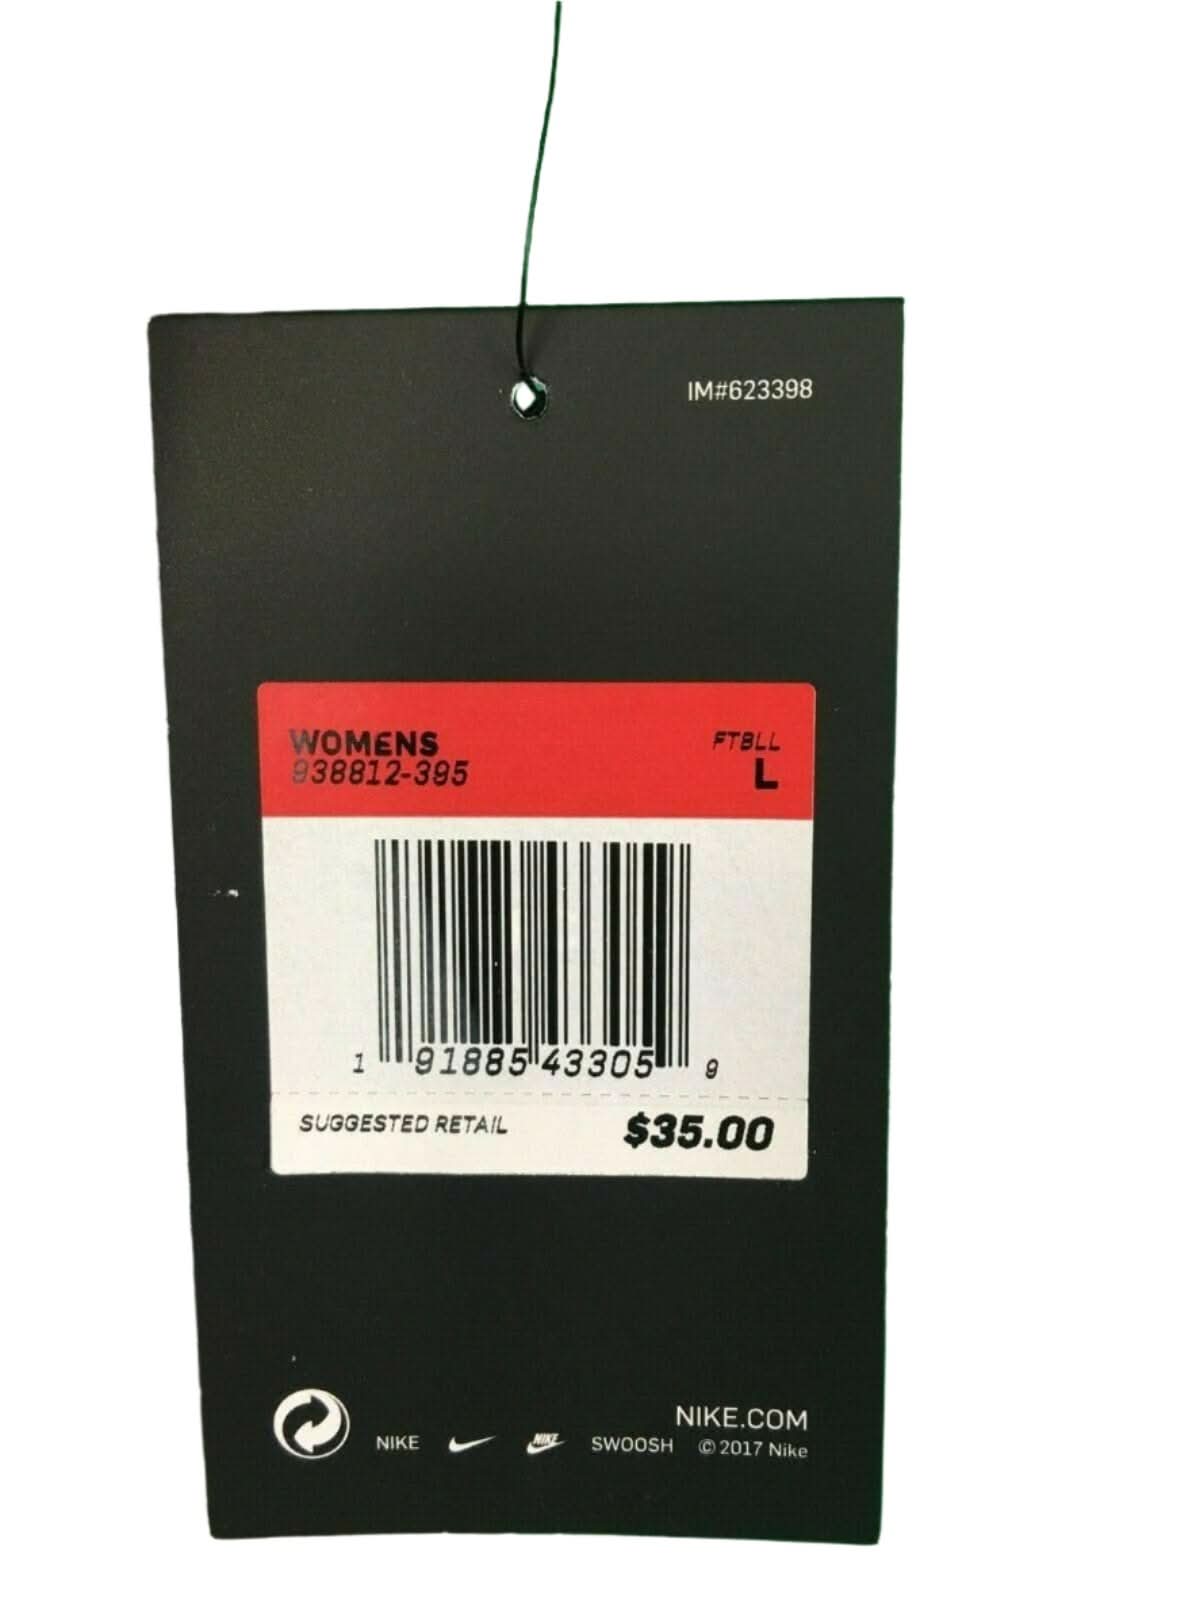 IM#623398
WOMENS FTBLL
938812-395 L
1 91885 43305 9
SUGGESTED RETAIL $35.00
NIKE.COM
NIKE NIKE SWOOSH © 2017 Nike